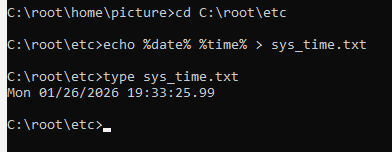 C:\root\home\picture>cd C:\root\etc
C:\root\etc>echo %date% %time% > sys_time.txt
C:\root\etc>type sys_time.txt
Mon 01/26/2026 19:33:25.99
C:\root\etc>